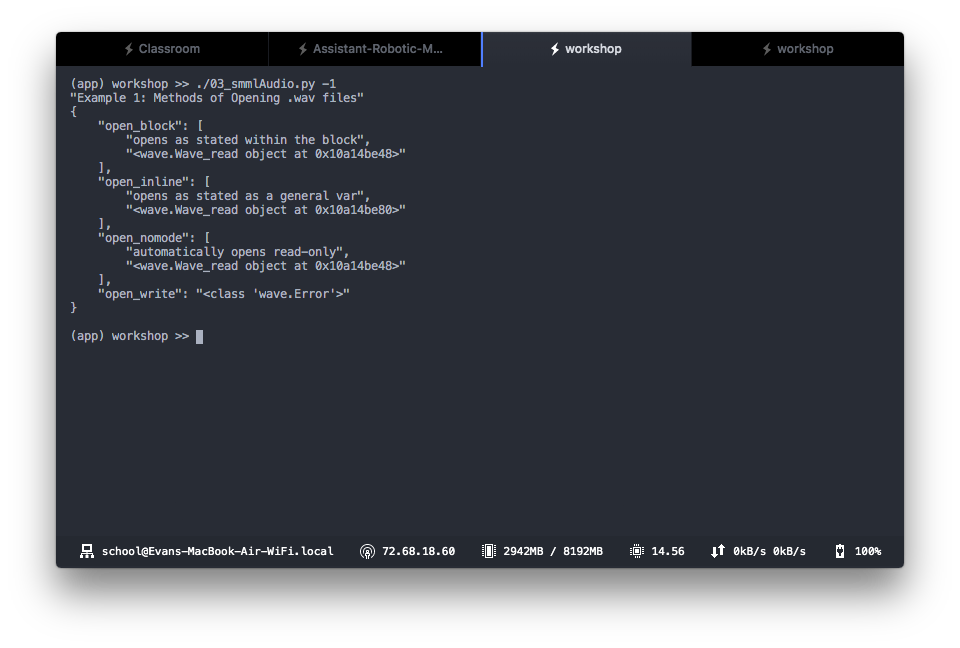 Classroom
Assistant-Robotic-M...
workshop
workshop
(app) workshop >> ./03_smmlAudio.py -1
"Example 1: Methods of Opening .wav files"
{
    "open_block": [
        "opens as stated within the block",
        "<wave.Wave_read object at 0x10a14be48>"
    ],
    "open_inline": [
        "opens as stated as a general var",
        "<wave.Wave_read object at 0x10a14be80>"
    ],
    "open_nomode": [
        "automatically opens read-only",
        "<wave.Wave_read object at 0x10a14be48>"
    ],
    "open_write": "<class 'wave.Error'>"
}
(app) workshop >>
school@Evans-MacBook-Air-WiFi.local 72.68.18.60 2942MB / 8192MB 14.56 0kB/s 0kB/s 100%